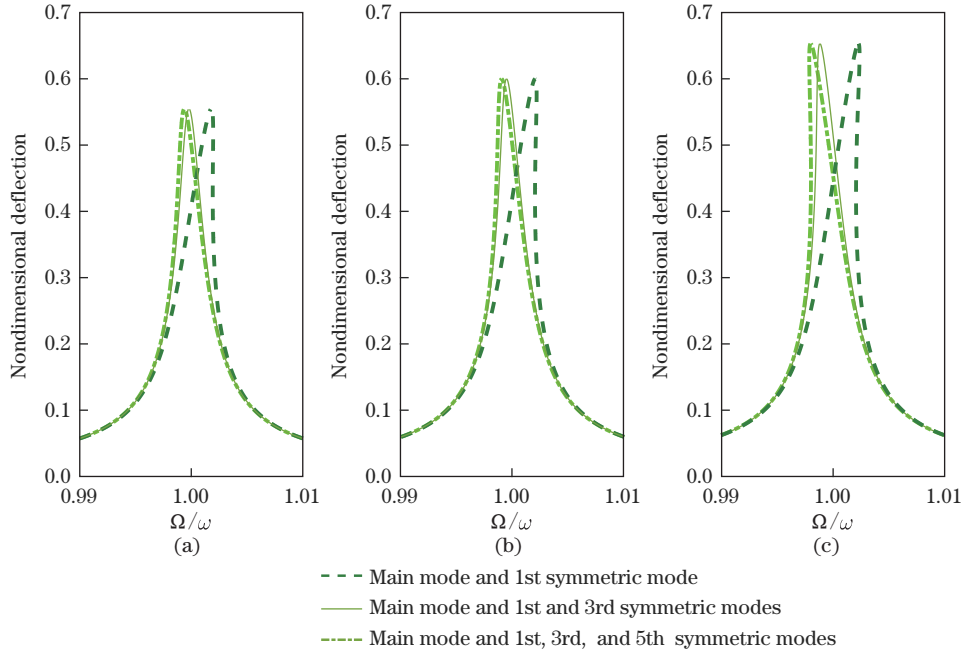 0.7
0.6
0.5
0.4
0.3
0.2
0.1
0.0
Nondimensional deflection
0.99
1.00
1.01
Ω/ω
(a)
0.7
0.6
0.5
0.4
0.3
0.2
0.1
0.0
Nondimensional deflection
0.99
1.00
1.01
Ω/ω
(b)
0.7
0.6
0.5
0.4
0.3
0.2
0.1
0.0
Nondimensional deflection
0.99
1.00
1.01
Ω/ω
(c)
Main mode and 1st symmetric mode
Main mode and 1st and 3rd symmetric modes
Main mode and 1st, 3rd, and 5th symmetric modes